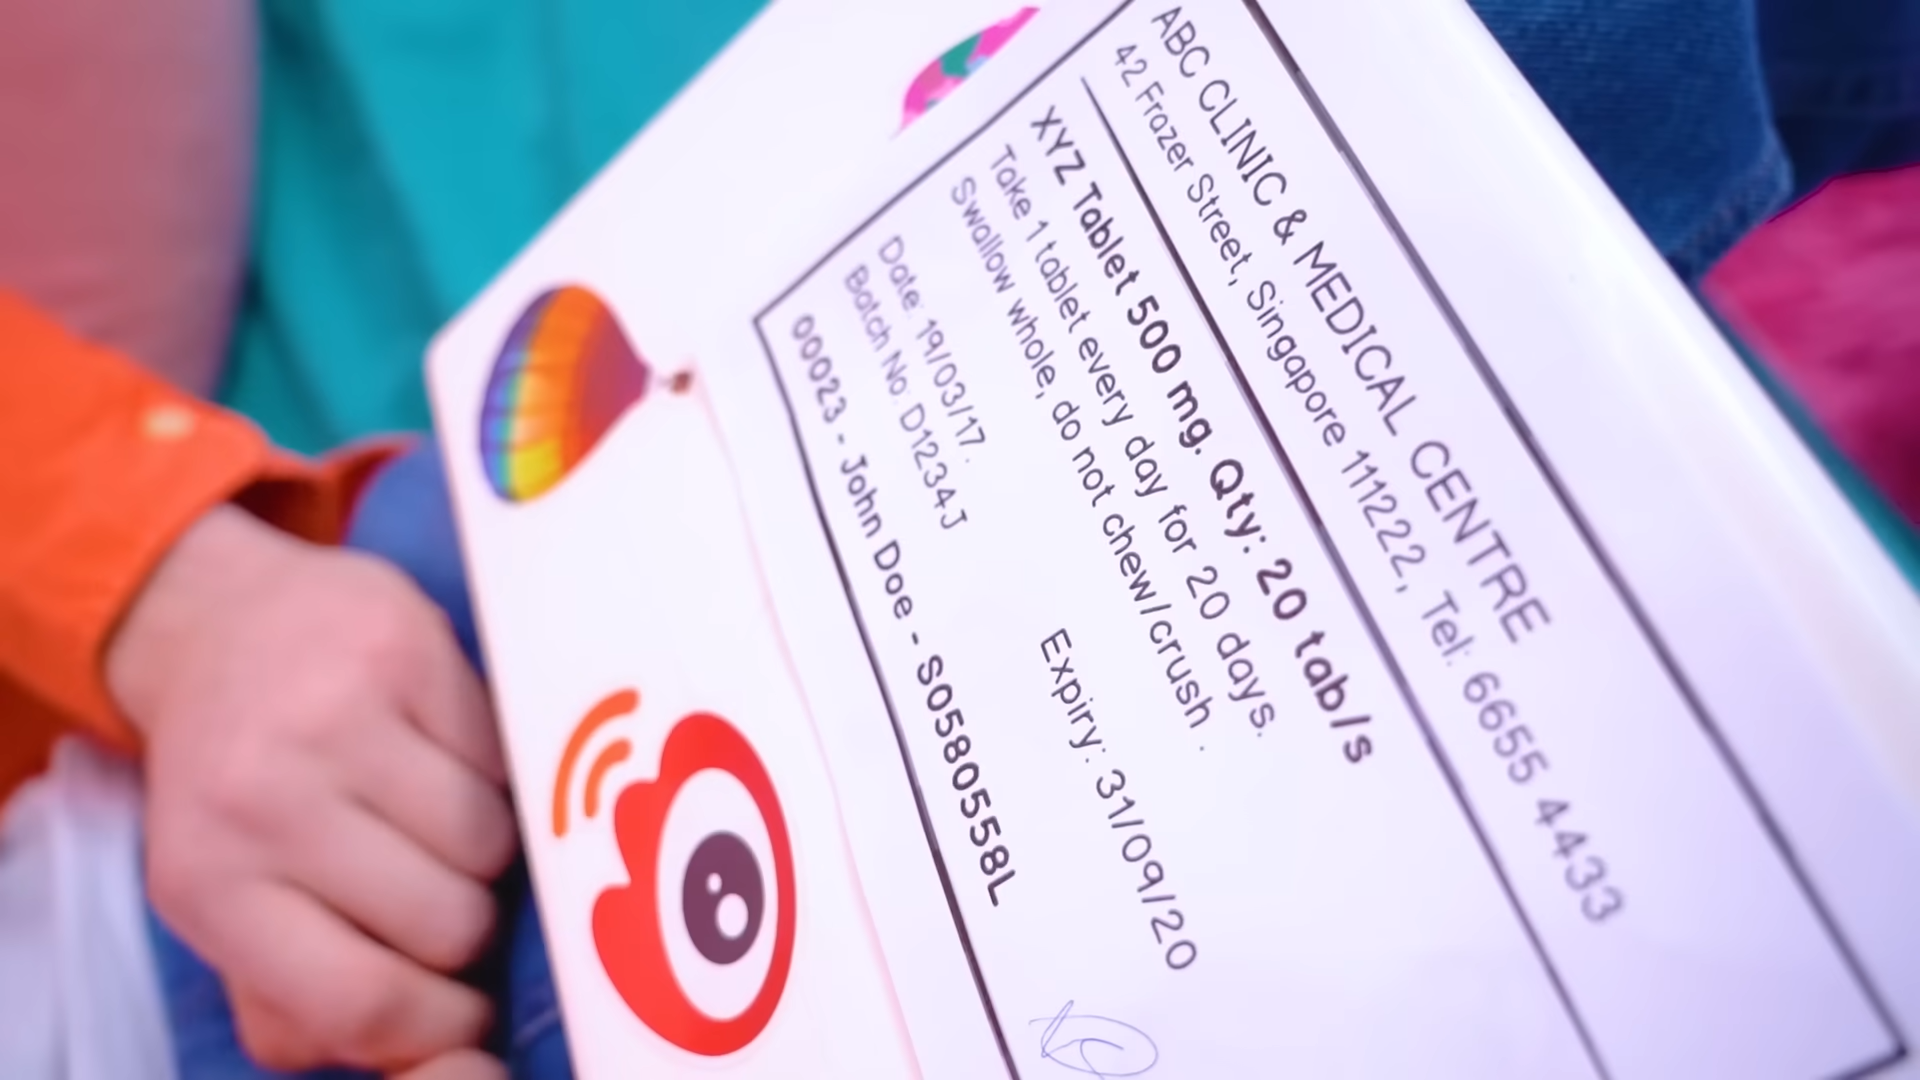 ABC CLINIC & MEDICAL CENTRE
42 Frazer Street, Singapore 111222, Tel: 6655 4433
XYZ Tablet 500 mg. Qty: 20 tab/s
Take 1 tablet every day for 20 days.
Swallow whole, do not chew/crush .
Date: 19/03/17. Expiry: 31/09/20
Batch No: D1234J
00023 - John Doe - S0580558L